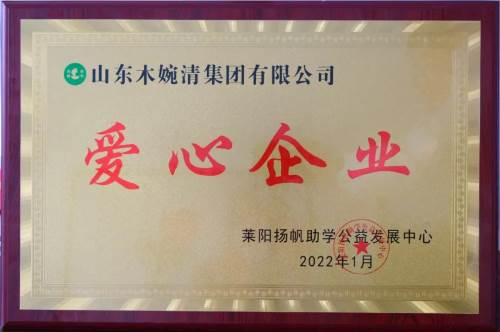 山东木婉清集团有限公司
爱心企业
莱阳扬帆助学公益发展中心
2022年1月